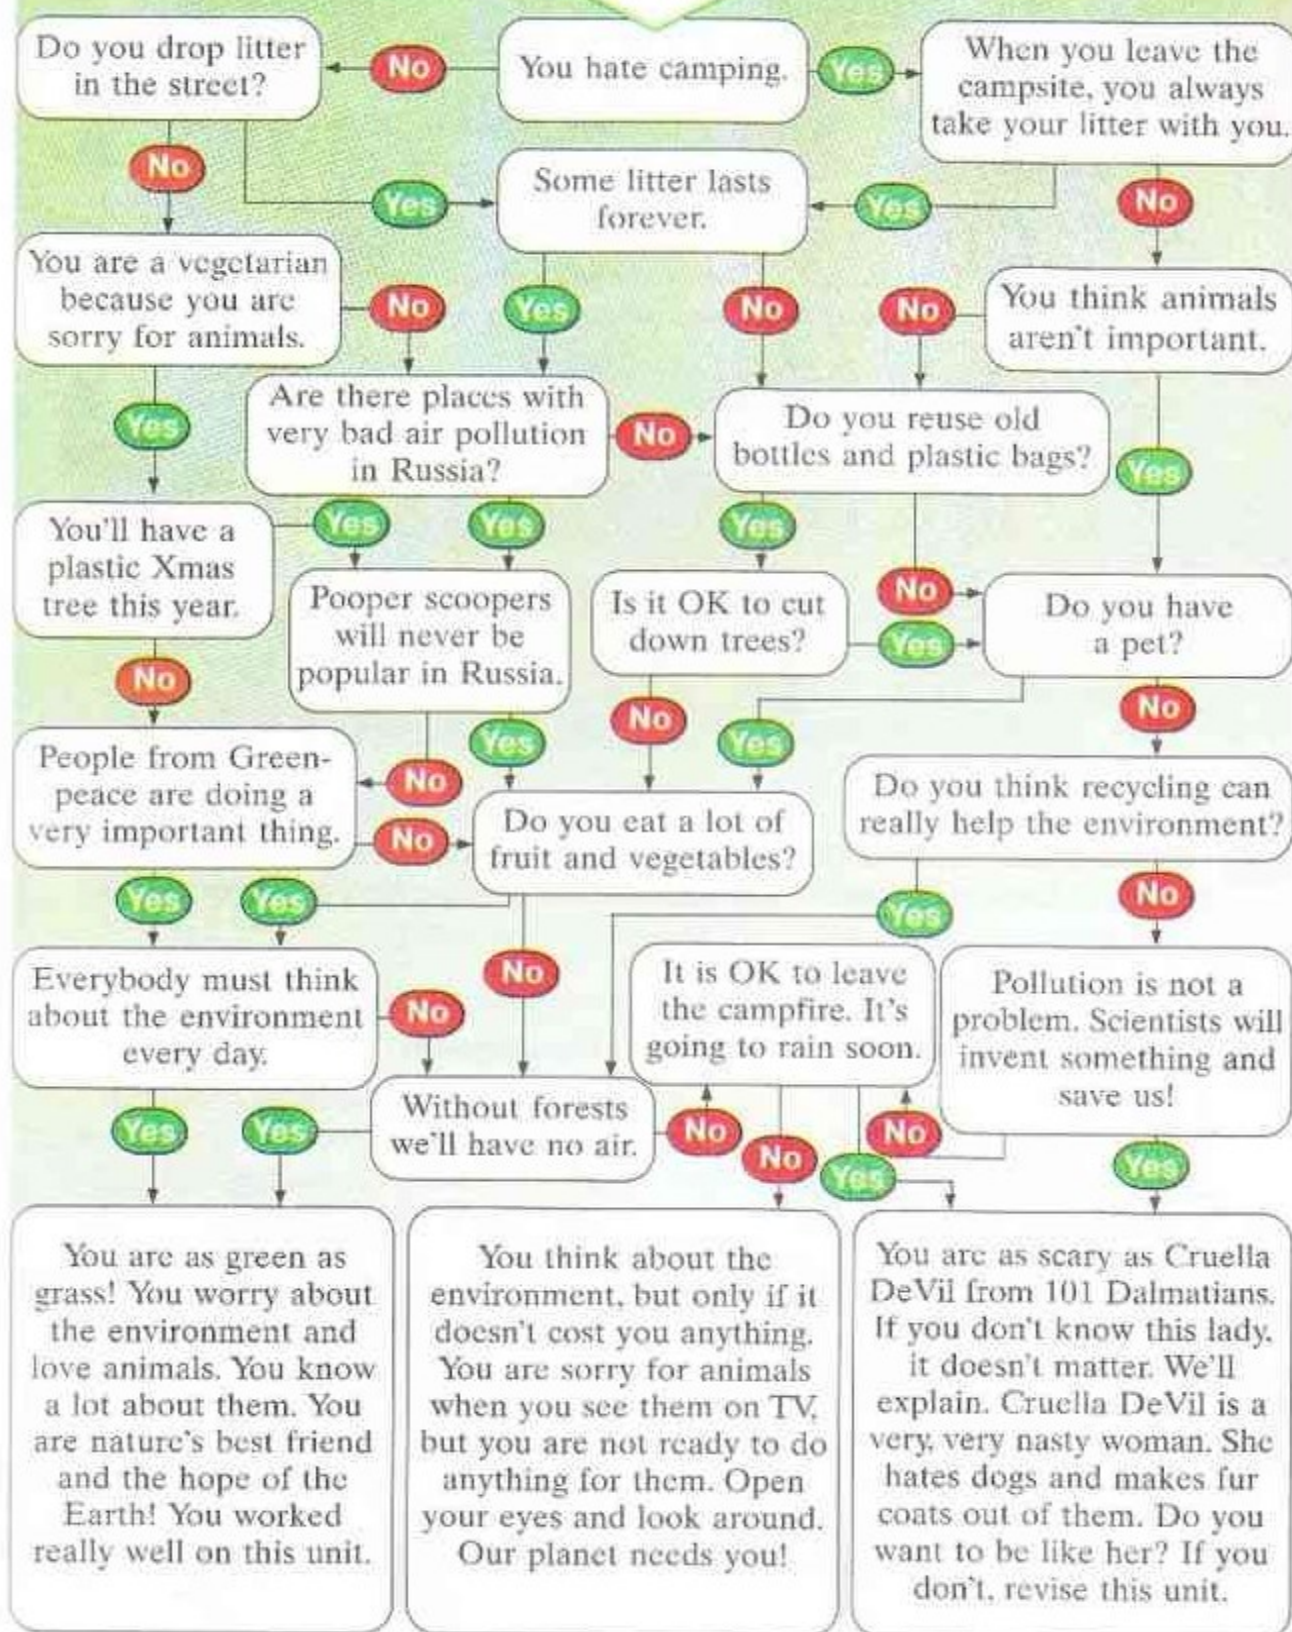 Do you drop litter
in the street?
No
You hate camping.
Yes
When you leave the
campsite, you always
take your litter with you.
No
Yes
Some litter lasts
forever.
Yes
No
You are a vegetarian
because you are
sorry for animals.
No
Yes
No
No
You think animals
aren't important.
Yes
Are there places with
very bad air pollution
in Russia?
No
Do you reuse old
bottles and plastic bags?
Yes
You'll have a
plastic Xmas
tree this year.
Yes
Yes
Yes
No
Pooper scoopers
will never be
popular in Russia.
Is it OK to cut
down trees?
Yes
Do you have
a pet?
No
No
Yes
No
Yes
No
People from Green-
peace are doing a
very important thing.
No
Do you eat a lot of
fruit and vegetables?
Do you think recycling can
really help the environment?
Yes
Yes
Yes
No
Everybody must think
about the environment
every day.
No
No
It is OK to leave
the campfire. It's
going to rain soon.
Pollution is not a
problem. Scientists will
invent something and
save us!
Yes
Yes
Without forests
we'll have no air.
No
No
Yes
No
Yes
You are as green as
grass! You worry about
the environment and
love animals. You know
a lot about them. You
are nature's best friend
and the hope of the
Earth! You worked
really well on this unit.
You think about the
environment, but only if it
doesn't cost you anything.
You are sorry for animals
when you see them on TV,
but you are not ready to do
anything for them. Open
your eyes and look around.
Our planet needs you!
You are as scary as Cruella
DeVil from 101 Dalmatians.
If you don't know this lady,
it doesn't matter. We'll
explain. Cruella DeVil is a
very, very nasty woman. She
hates dogs and makes fur
coats out of them. Do you
want to be like her? If you
don't, revise this unit.